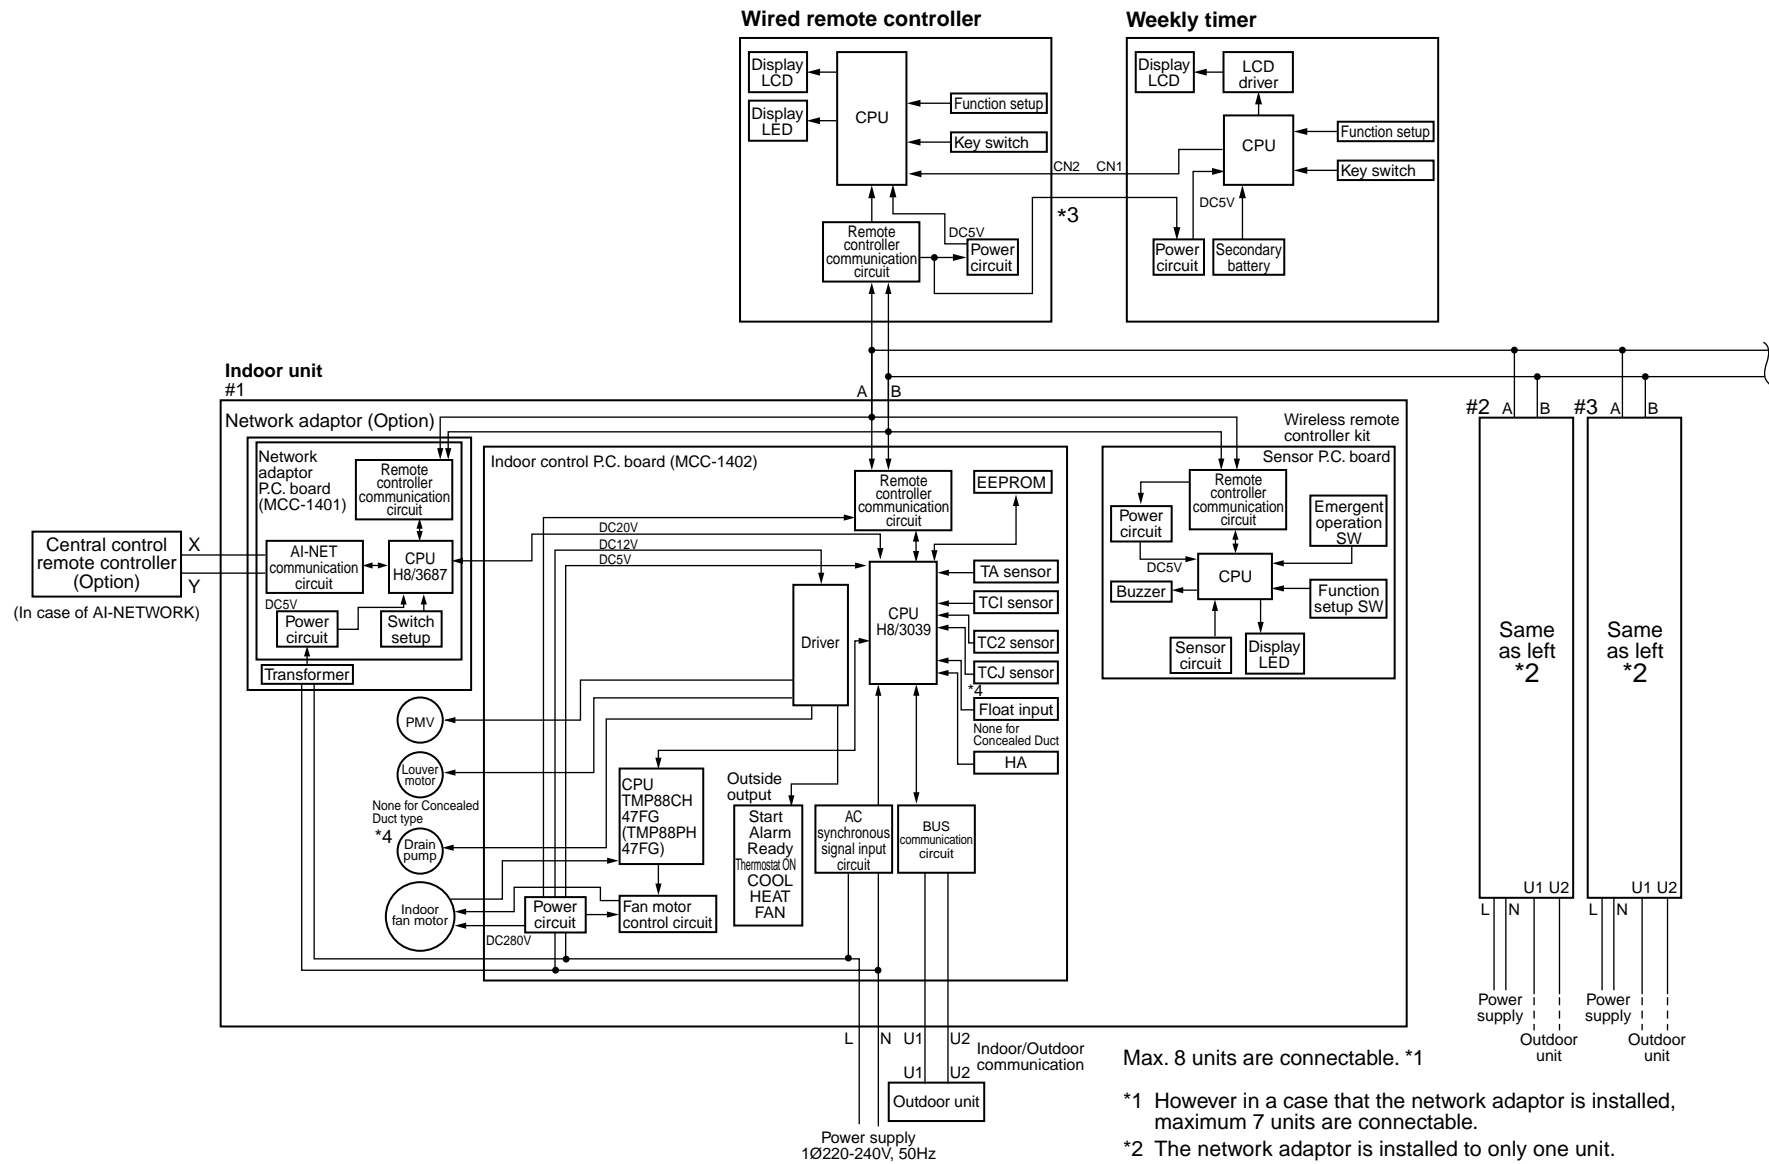 Wired remote controller
Display
LCD
Display
LED
CPU
Function setup
Key switch
CN2
Remote
controller
communication
circuit
DC5V
Power
circuit
*3
Weekly timer
Display
LCD
LCD
driver
CPU
Function setup
Key switch
CN1
DC5V
Power
circuit
Secondary
battery
Indoor unit
#1
A
B
Network adaptor (Option)
Network
adaptor
P.C. board
(MCC-1401)
Remote
controller
communication
circuit
AI-NET
communication
circuit
CPU
H8/3687
DC5V
Power
circuit
Switch
setup
Transformer
Central control
remote controller
(Option)
X
Y
(In case of AI-NETWORK)
Indoor control P.C. board (MCC-1402)
Remote
controller
communication
circuit
EEPROM
DC20V
DC12V
DC5V
Driver
CPU
H8/3039
TA sensor
TCI sensor
TC2 sensor
TCJ sensor
*4
Float input
None for
Concealed Duct
HA
PMV
Louver
motor
None for Concealed
Duct type
*4
Drain
pump
Indoor
fan motor
CPU
TMP88CH
47FG
(TMP88PH
47FG)
Power
circuit
DC280V
Fan motor
control circuit
Outside
output
Start
Alarm
Ready
Thermostat ON
COOL
HEAT
FAN
AC
synchronous
signal input
circuit
BUS
communication
circuit
Wireless remote
controller kit
Sensor P.C. board
Remote
controller
communication
circuit
Power
circuit
DC5V
Emergent
operation
SW
CPU
Buzzer
Function
setup SW
Sensor
circuit
Display
LED
#2
A
B
Same
as left
*2
U1 U2
L
N
Power
supply
Outdoor
unit
#3
A
B
Same
as left
*2
U1 U2
L
N
Power
supply
Outdoor
unit
L
N
U1
U2
Indoor/Outdoor
communication
U1
U2
Outdoor unit
Power supply
1Ø220-240V, 50Hz
Max. 8 units are connectable. *1
*1 However in a case that the network adaptor is installed,
maximum 7 units are connectable.
*2 The network adaptor is installed to only one unit.